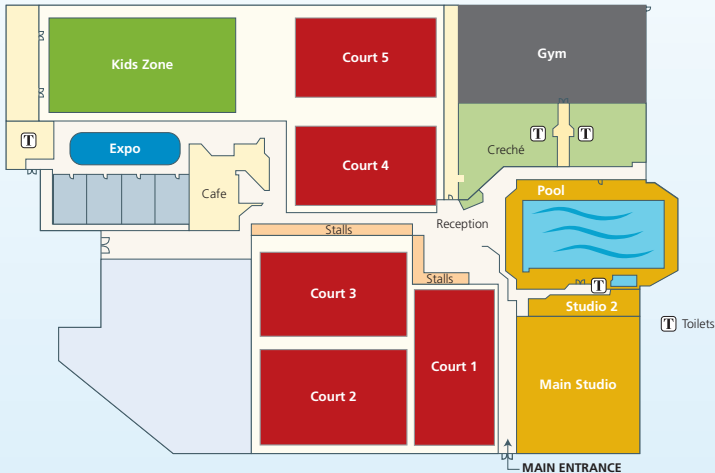 Kids Zone
Court 5
Gym
T
Expo
T
T
Creché
Court 4
Cafe
Pool
Reception
Stalls
Stalls
T
Court 3
Studio 2
T Toilets
Court 1
Main Studio
Court 2
MAIN ENTRANCE